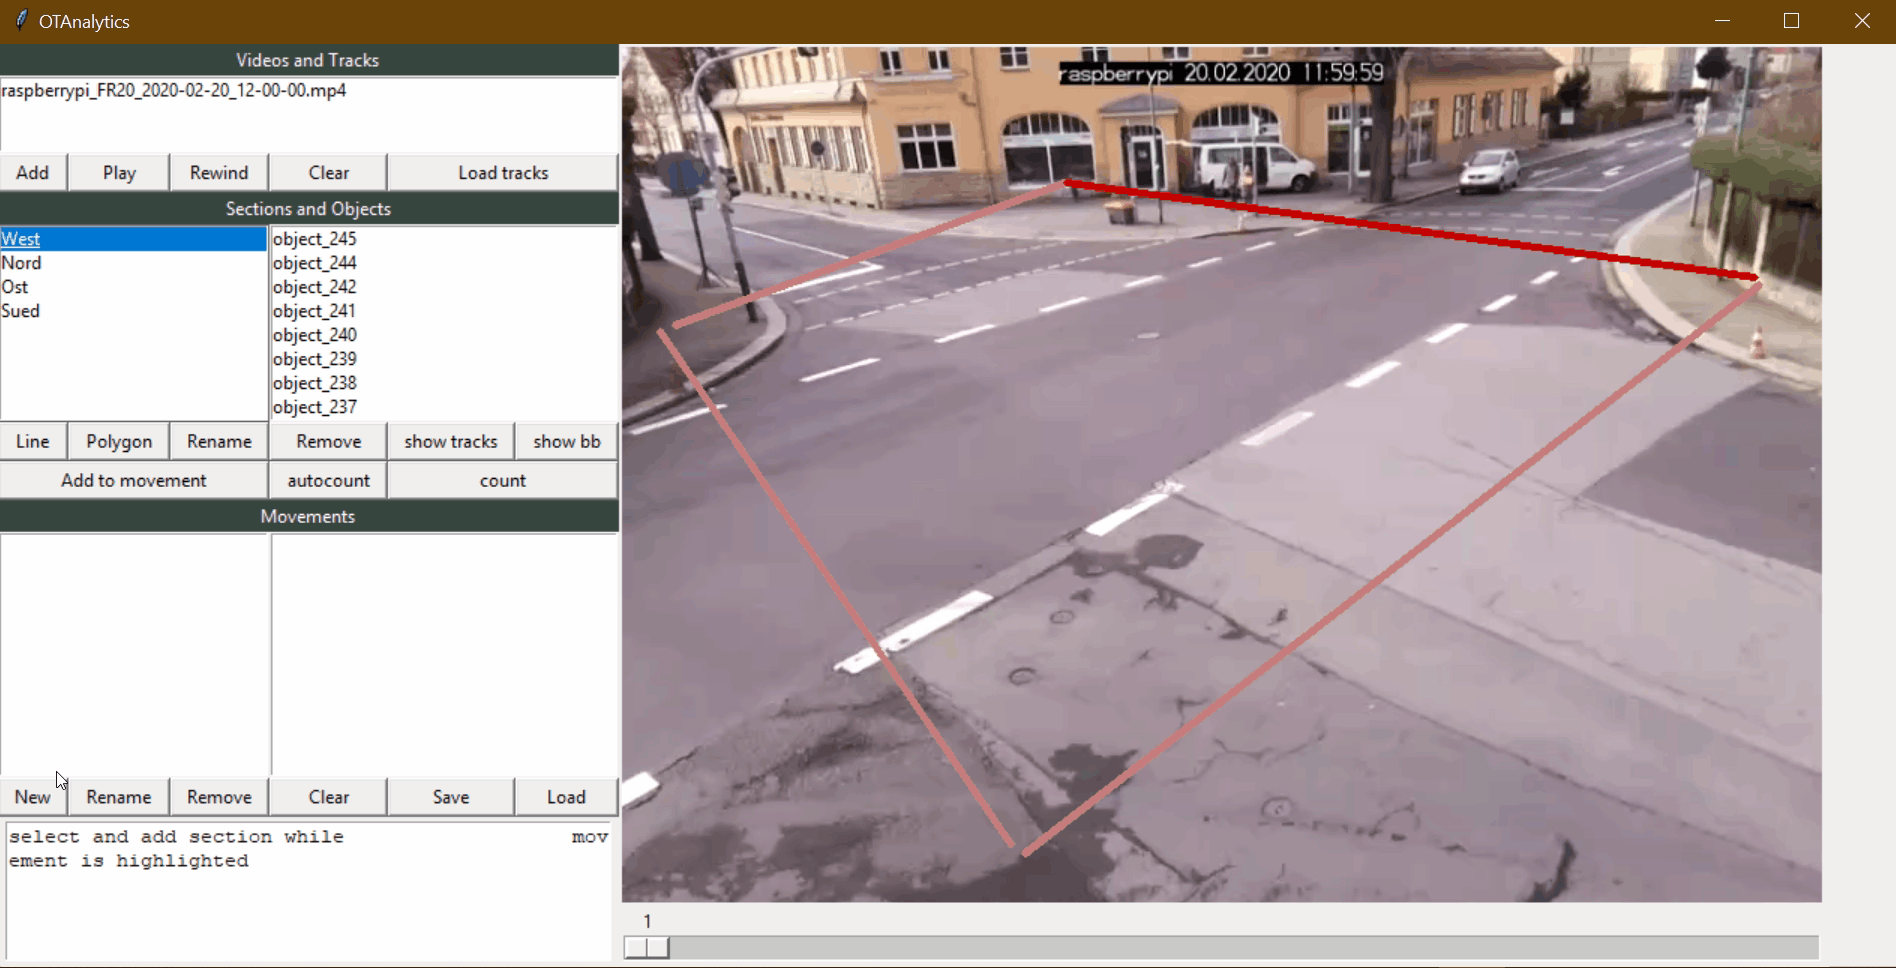 OTAnalytics
Videos and Tracks
raspberrypi_FR20_2020-02-20_12-00-00.mp4
Add Play Rewind Clear Load tracks
Sections and Objects
West
Nord
Ost
Sued
object_245
object_244
object_242
object_241
object_240
object_239
object_238
object_237
Line Polygon Rename Remove show tracks show bb
Add to movement autocount count
Movements
New Rename Remove Clear Save Load
select and add section while mov
ement is highlighted
raspberrypi 20.02.2020 11:59:59
1